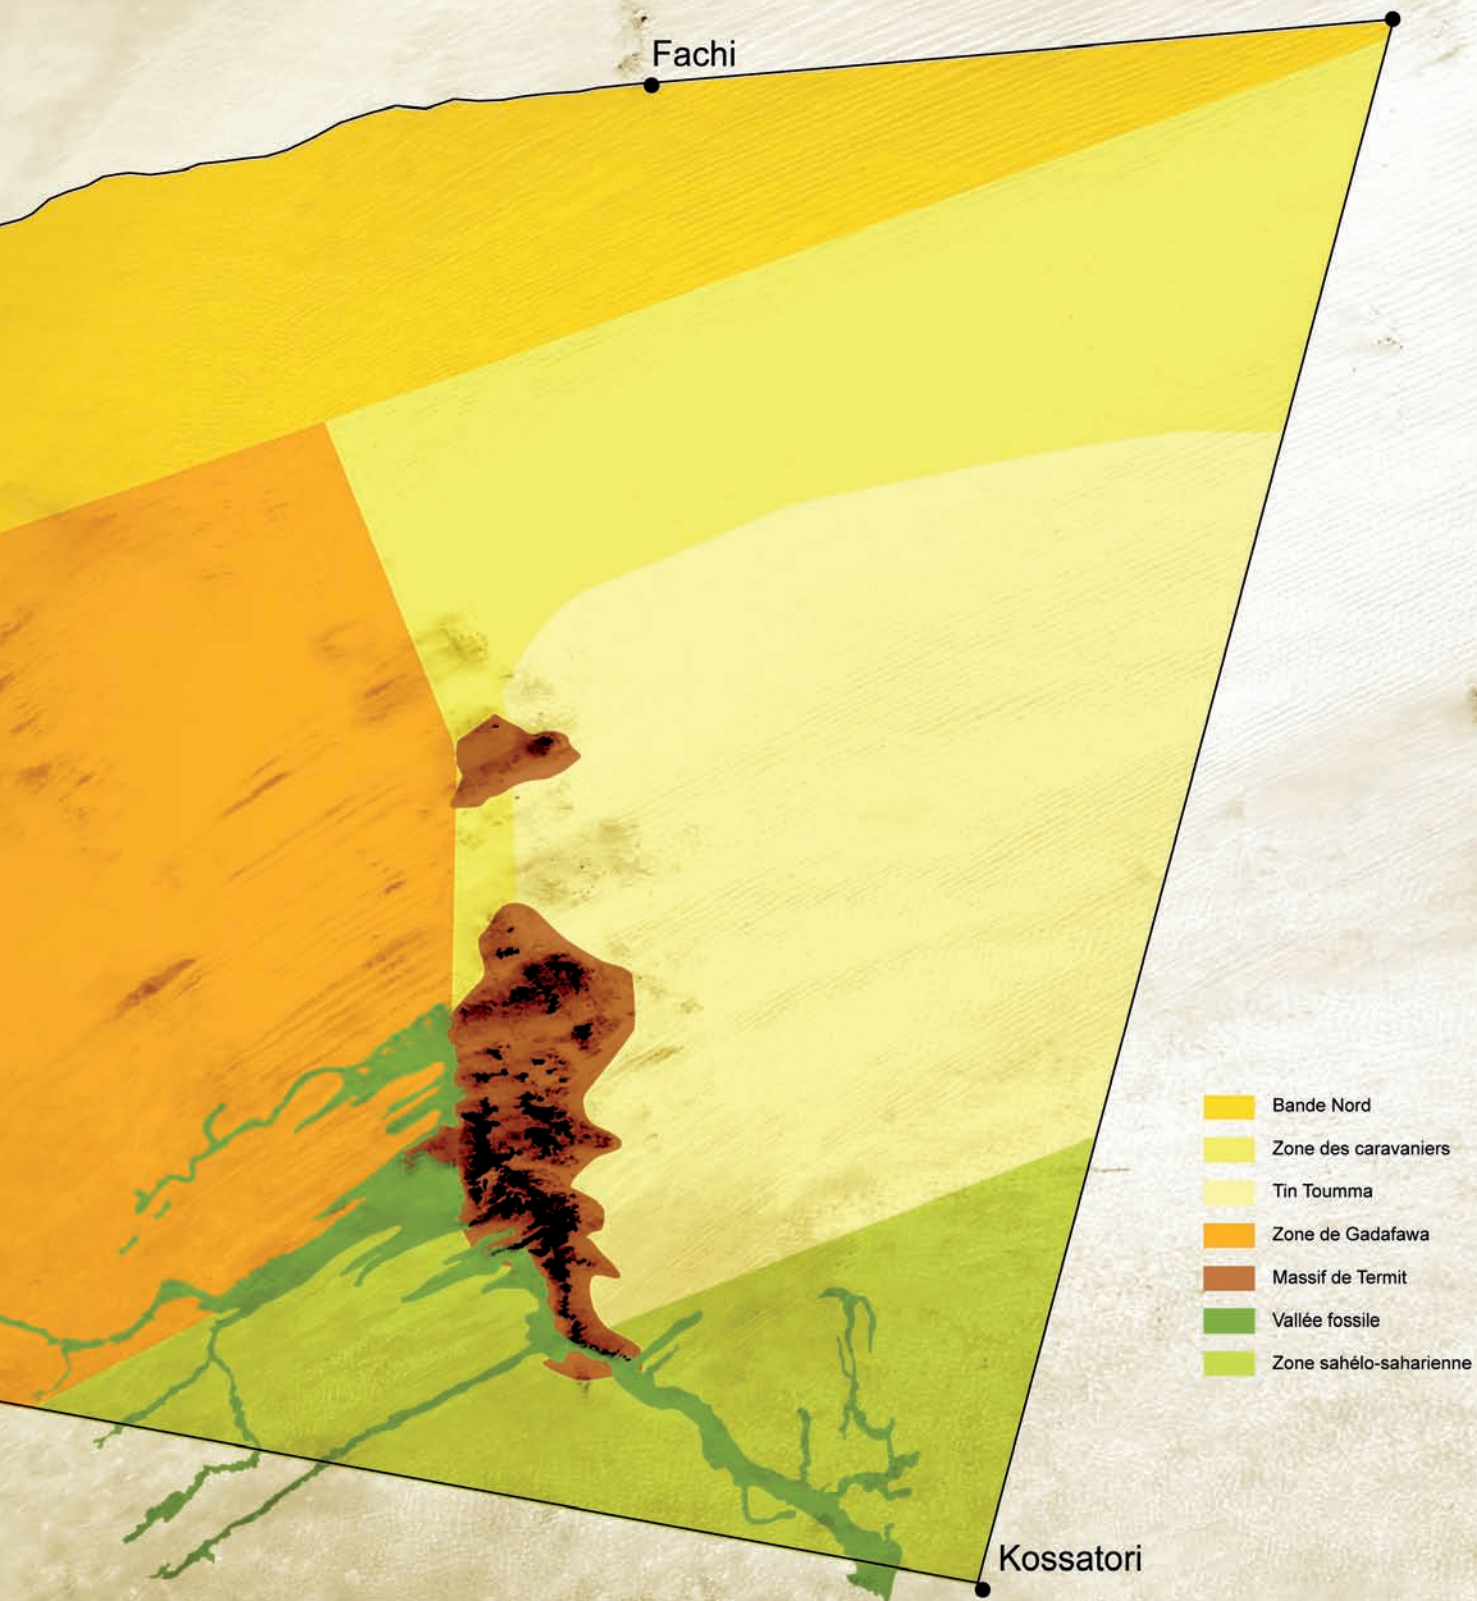 Fachi
Bande Nord
Zone des caravaniers
Tin Toumma
Zone de Gadafawa
Massif de Termit
Vallée fossile
Zone sahélo-saharienne
Kossatori